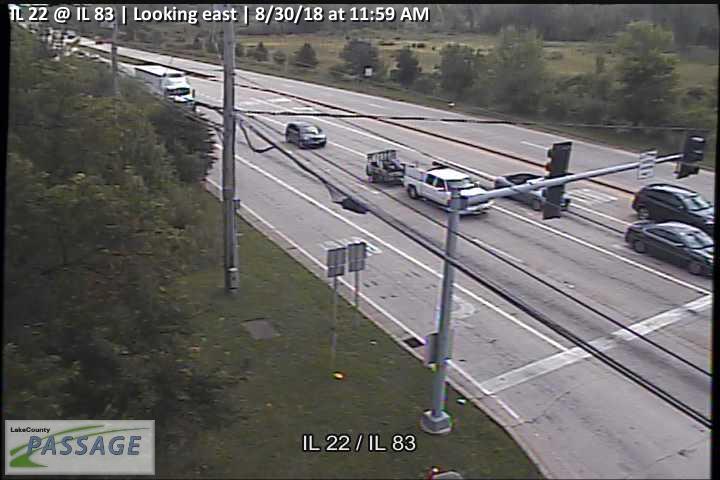 IL 22 @ IL 83 | Looking east | 8/30/18 at 11:59 AM
LakeCounty
PASSAGE
IL 22 / IL 83